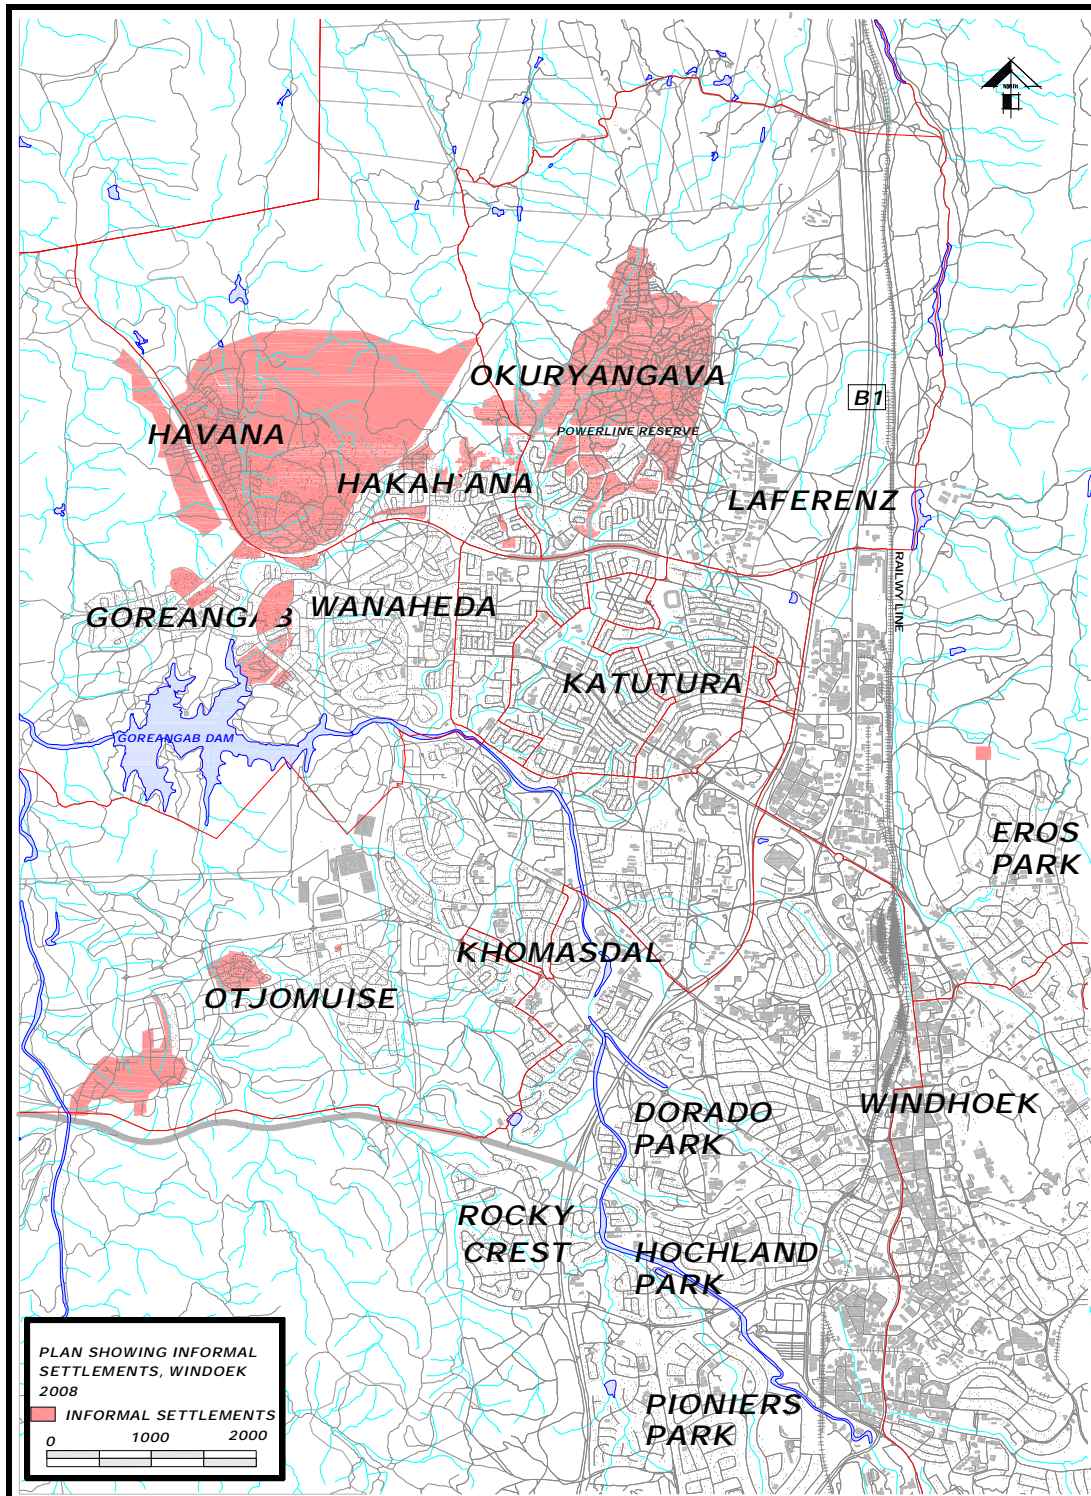 NORTH
OKURYANGAVA
B1
HAVANA
POWERLINE RESERVE
HAKAH'ANA
LAFERENZ
RAILWY LINE
GOREANGAB
WANAHEDA
KATUTURA
GOREANGAB DAM
EROS
PARK
KHOMASDAL
OTJOMUISE
DORADO
PARK
WINDHOEK
ROCKY
CREST
HOCHLAND
PARK
PIONIERS
PARK
PLAN SHOWING INFORMAL
SETTLEMENTS, WINDOEK
2008
INFORMAL SETTLEMENTS
0 1000 2000